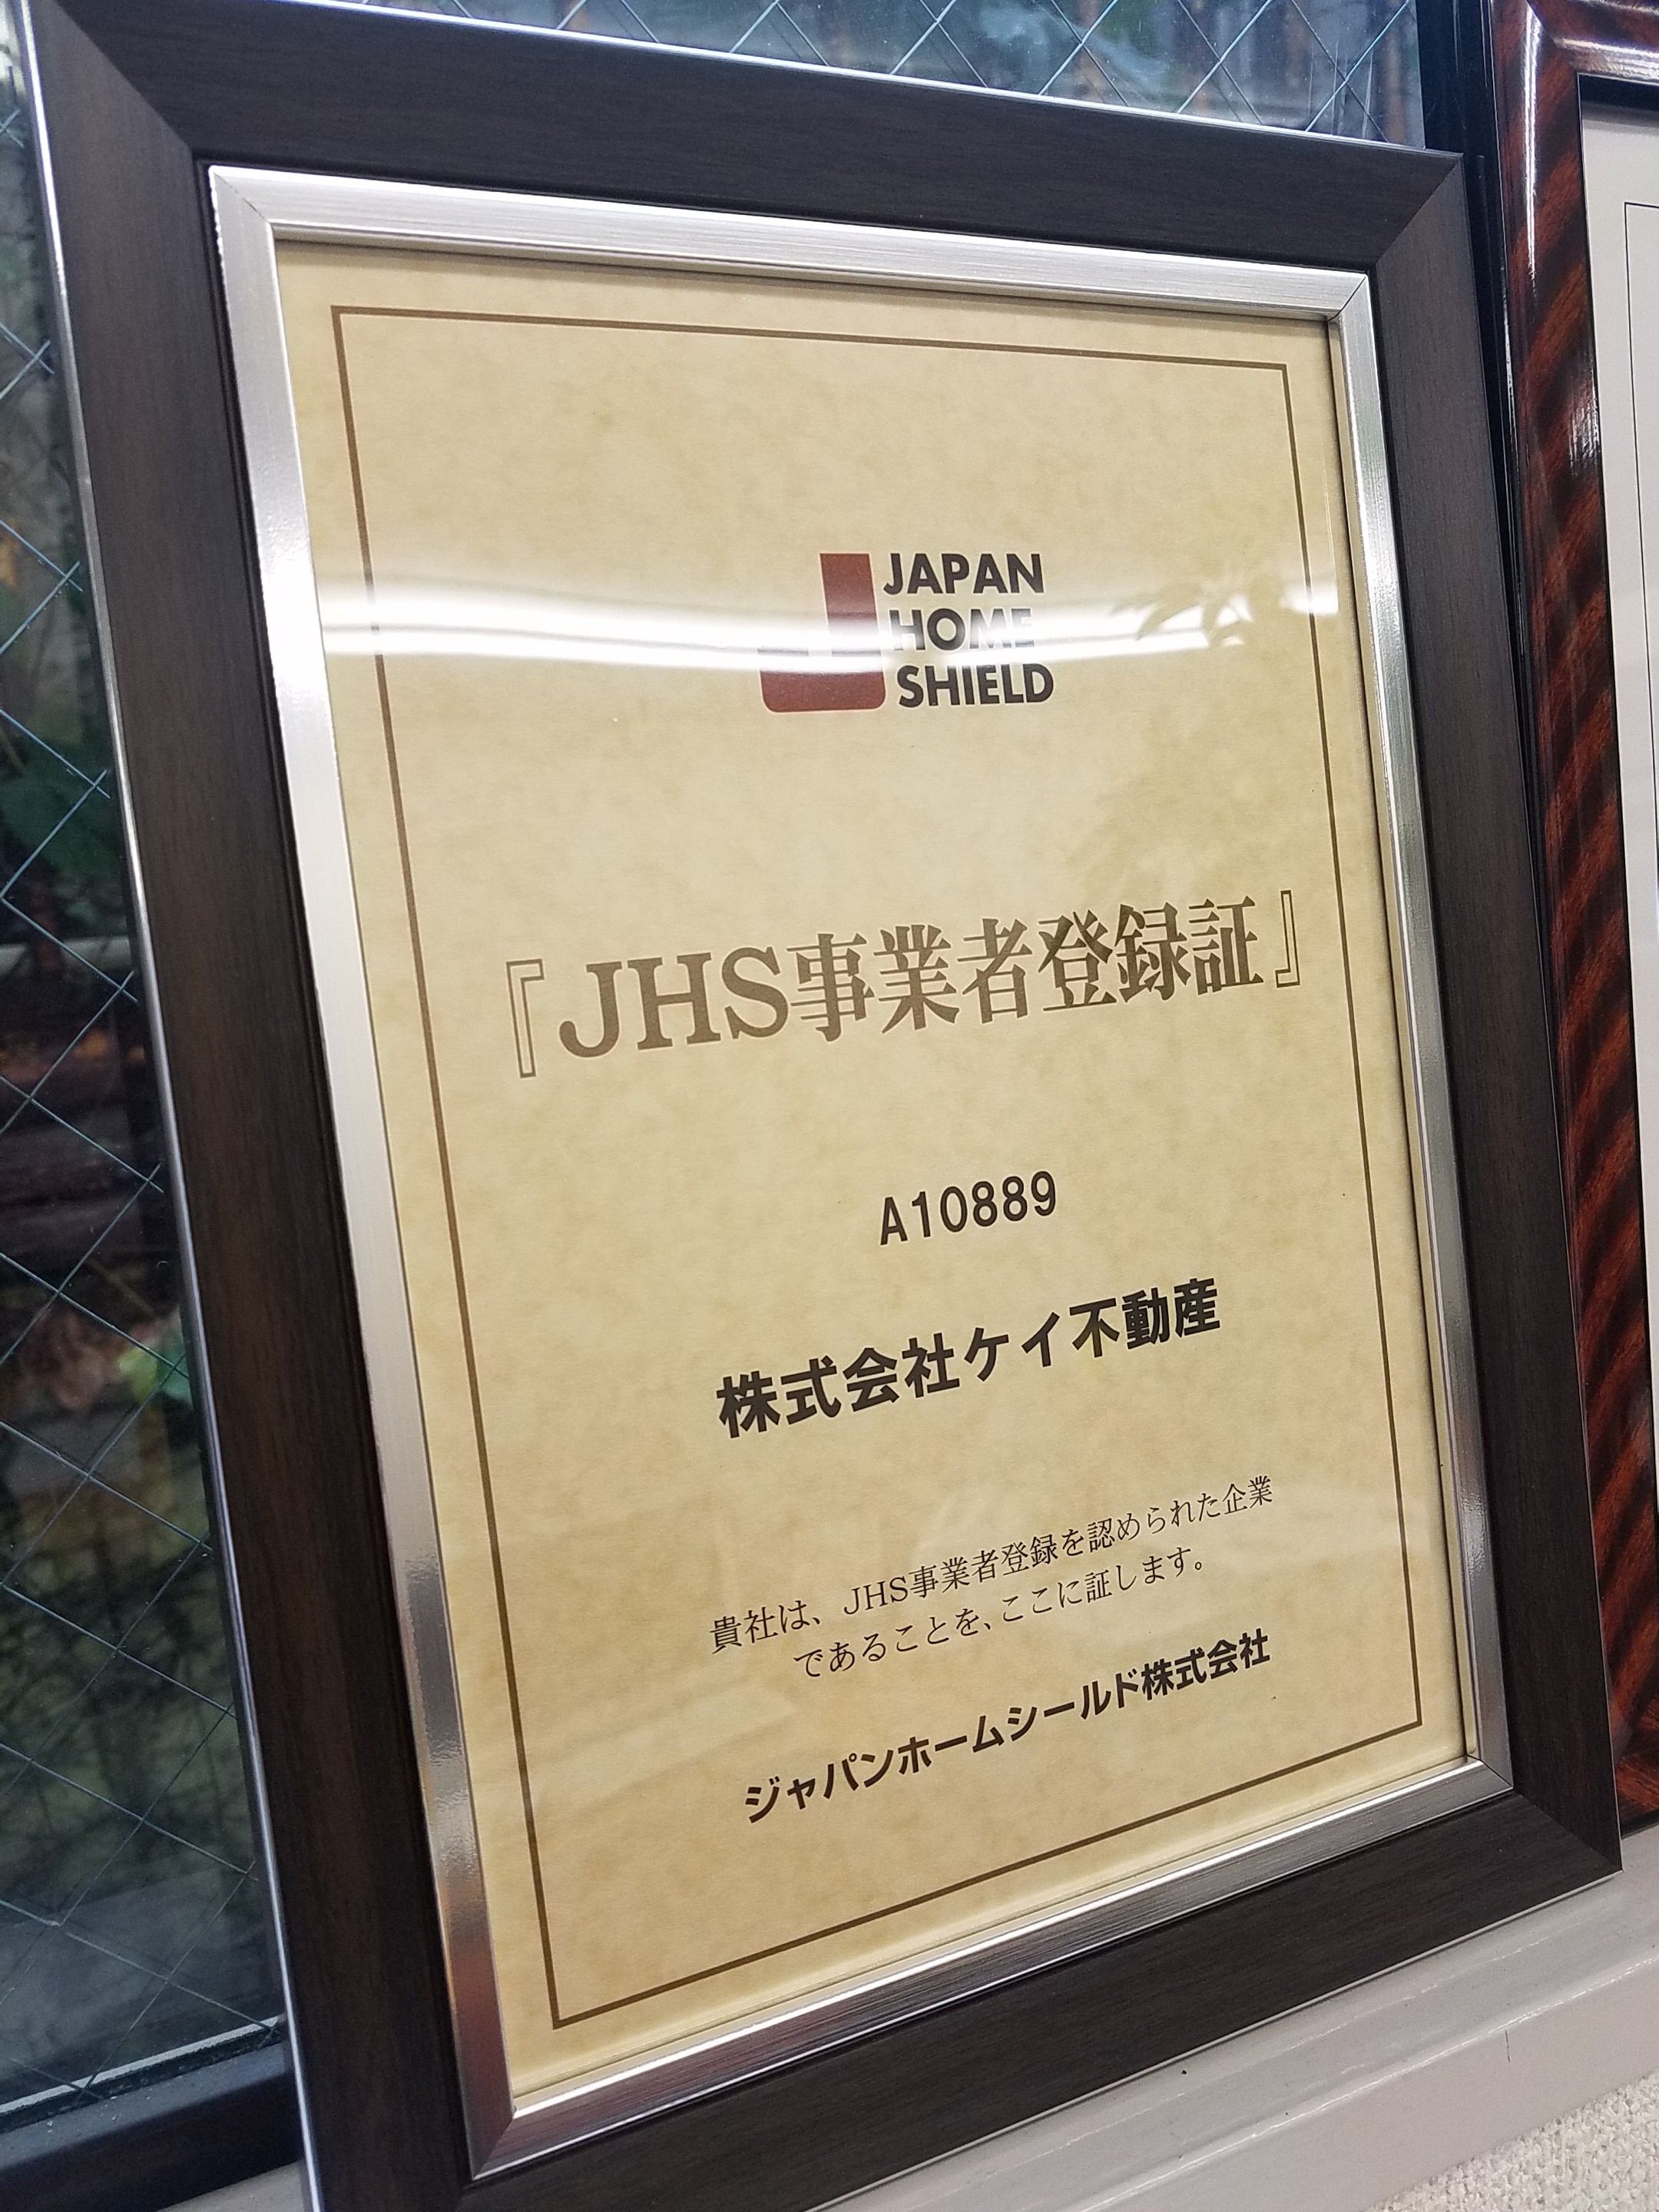 JAPAN
HOME
SHIELD
『JHS事業者登録証』
A10889
株式会社ケイ不動産
貴社は、JHS事業者登録を認められた企業
であることを、ここに証します。
ジャパンホームシールド株式会社